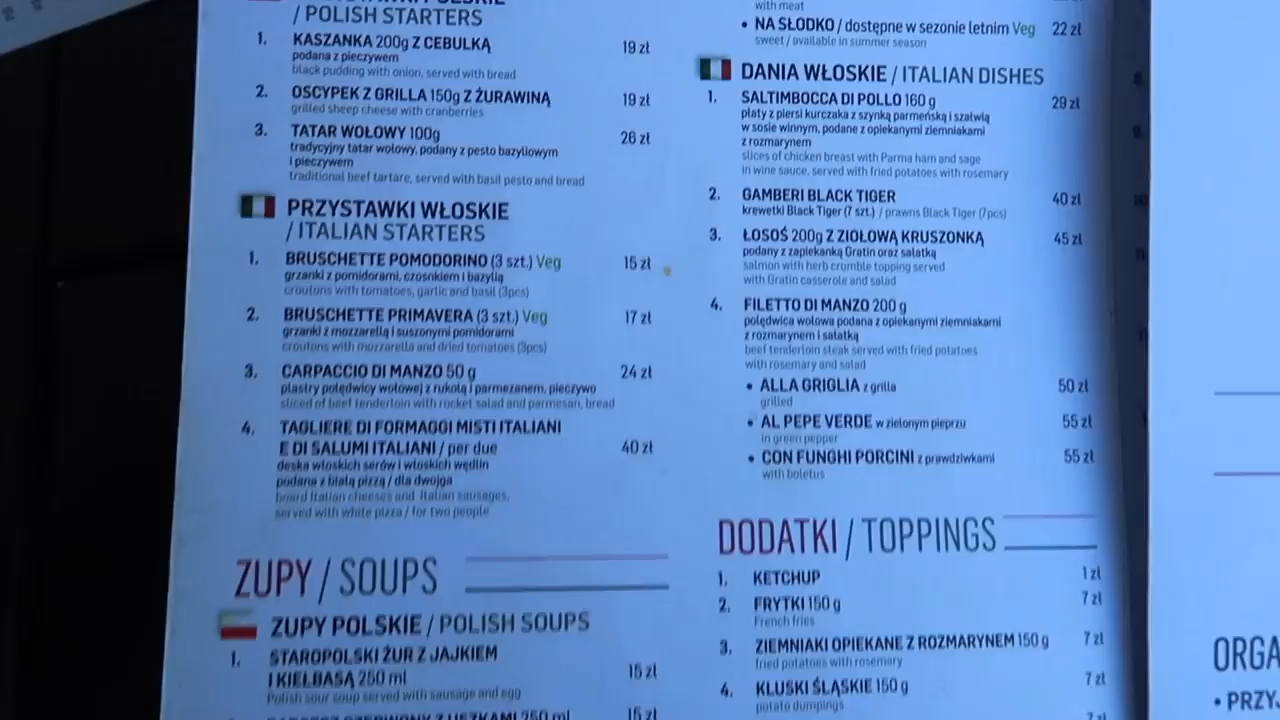 / POLISH STARTERS
1. KASZANKA 200g Z CEBULKĄ 19 zł
podana z pieczywem
black pudding with onion, served with bread
2. OSCYPEK Z GRILLA 150g Z ŻURAWINĄ 19 zł
grilled sheep cheese with cranberries
3. TATAR WOŁOWY 100g 26 zł
tradycyjny tatar wołowy, podany z pesto bazyliowym
i pieczywem
traditional beef tartare, served with basil pesto and bread
PRZYSTAWKI WŁOSKIE
/ ITALIAN STARTERS
1. BRUSCHETTE POMODORINO (3 szt.) Veg 15 zł
grzanki z pomidorami, czosnkiem i bazylią
croutons with tomatoes, garlic and basil (3pcs)
2. BRUSCHETTE PRIMAVERA (3 szt.) Veg 17 zł
grzanki z mozzarellą i suszonymi pomidorami
croutons with mozzarella and dried tomatoes (3pcs)
3. CARPACCIO DI MANZO 50 g 24 zł
plastry polędwicy wołowej z rukolą i parmezanem, pieczywo
sliced of beef tenderloin with rocket salad and parmesan, bread
4. TAGLIERE DI FORMAGGI MISTI ITALIANI
E DI SALUMI ITALIANI / per due 40 zł
deska włoskich serów i włoskich wędlin
podana z białą pizzą / dla dwojga
board Italian cheeses and Italian sausages,
served with white pizza / for two people
ZUPY / SOUPS
ZUPY POLSKIE / POLISH SOUPS
1. STAROPOLSKI ŻUR Z JAJKIEM
I KIEŁBASĄ 250 ml 15 zł
Polish sour soup served with sausage and egg
15 zł
with meat
• NA SŁODKO / dostępne w sezonie letnim Veg 22 zł
sweet / available in summer season
DANIA WŁOSKIE / ITALIAN DISHES
1. SALTIMBOCCA DI POLLO 160 g 29 zł
płaty z piersi kurczaka z szynką parmeńską i szałwią
w sosie winnym, podane z opiekanymi ziemniakami
z rozmarynem
slices of chicken breast with Parma ham and sage
in wine sauce, served with fried potatoes with rosemary
2. GAMBERI BLACK TIGER 40 zł
krewetki Black Tiger (7 szt.) / prawns Black Tiger (7pcs)
3. ŁOSOŚ 200g Z ZIOŁOWĄ KRUSZONKĄ 45 zł
podany z zapiekanką Gratin oraz sałatką
salmon with herb crumble topping served
with Gratin casserole and salad
4. FILETTO DI MANZO 200 g
polędwica wołowa podana z opiekanymi ziemniakami
z rozmarynem i sałatką
beef tenderloin steak served with fried potatoes
with rosemary and salad
• ALLA GRIGLIA z grilla 50 zł
grilled
• AL PEPE VERDE w zielonym pieprzu 55 zł
in green pepper
• CON FUNGHI PORCINI z prawdziwkami 55 zł
with boletus
DODATKI / TOPPINGS
1. KETCHUP 1 zł
2. FRYTKI 150 g 7 zł
French fries
3. ZIEMNIAKI OPIEKANE Z ROZMARYNEM 150 g 7 zł
fried potatoes with rosemary
4. KLUSKI ŚLĄSKIE 150 g 7 zł
potato dumpings
7 zł
ORGA
• PRZYJ